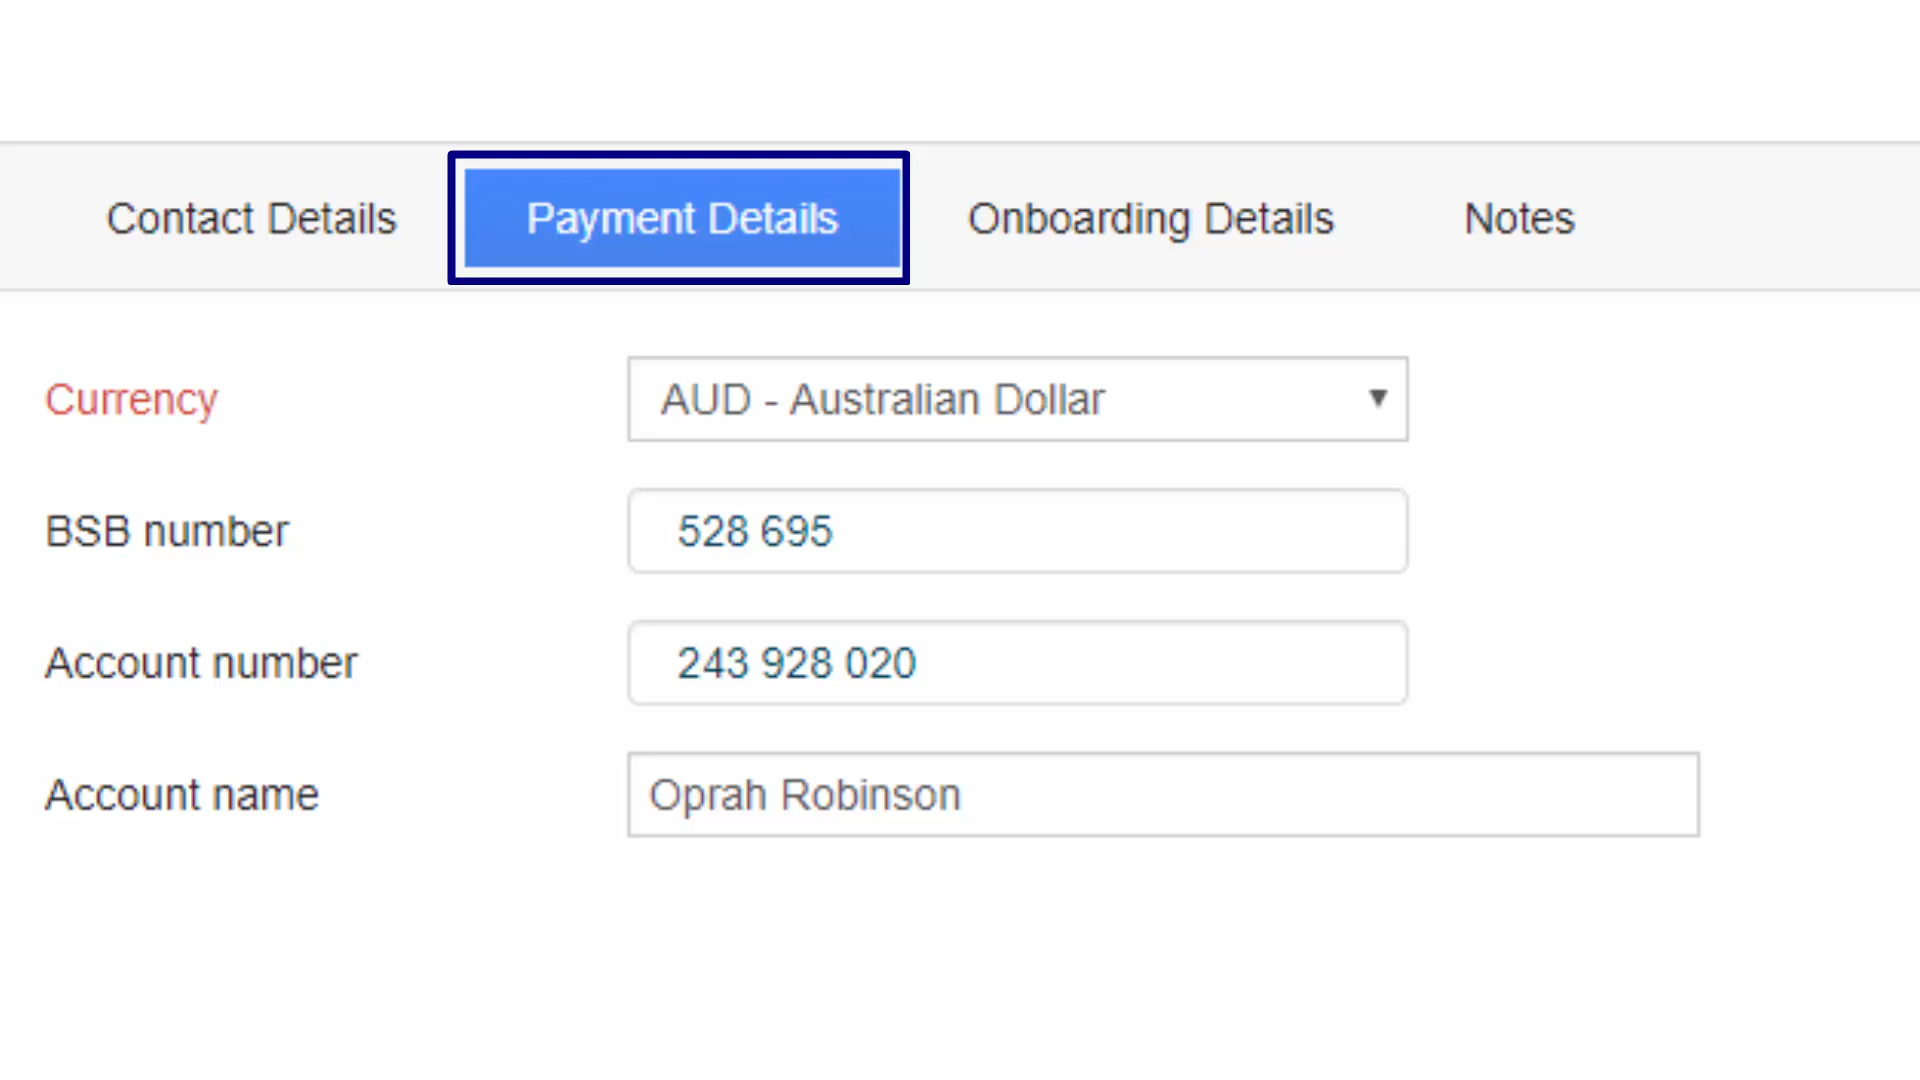 Contact Details Payment Details Onboarding Details Notes
Currency AUD - Australian Dollar
BSB number 528 695
Account number 243 928 020
Account name Oprah Robinson